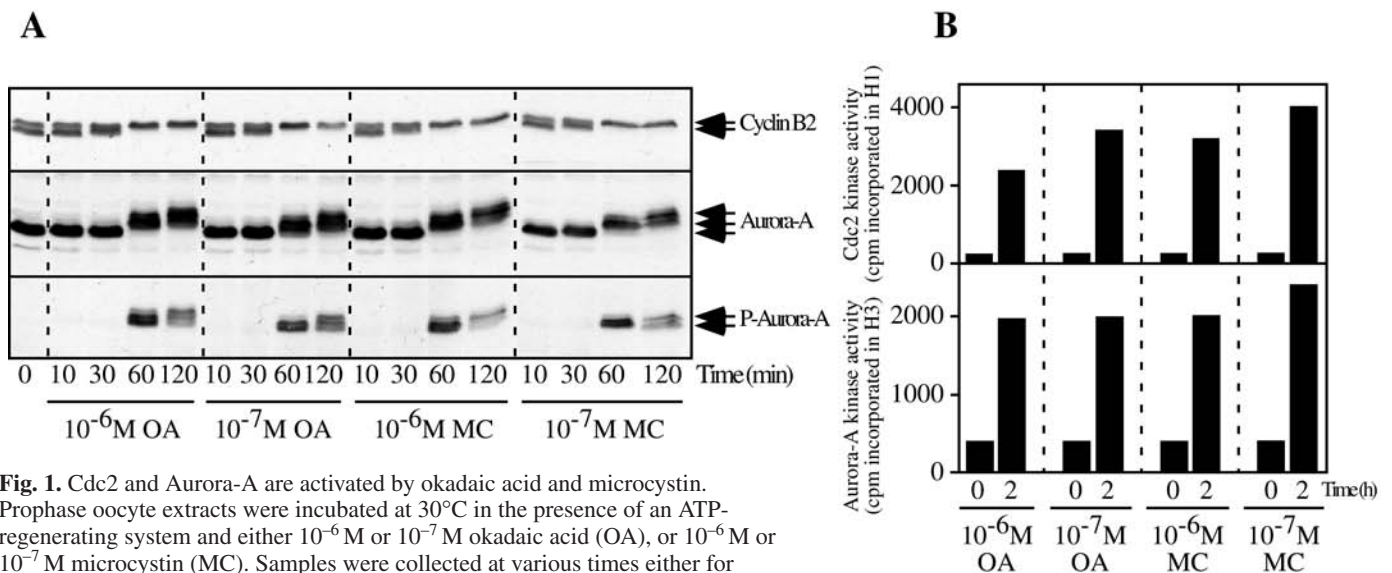 A
B
Cyclin B2
Aurora-A
P-Aurora-A
0 10 30 60 120 10 30 60 120 10 30 60 120 10 30 60 120 Time (min)
10⁻⁶M OA 10⁻⁷M OA 10⁻⁶M MC 10⁻⁷M MC
Cdc2 kinase activity
(cpm incorporated in H1)
4000
2000
0
Aurora-A kinase activity
(cpm incorporated in H3)
2000
1000
0
0 2 0 2 0 2 0 2 Time (h)
10⁻⁶M 10⁻⁷M 10⁻⁶M 10⁻⁷M
OA OA MC MC
Fig. 1. Cdc2 and Aurora-A are activated by okadaic acid and microcystin.
Prophase oocyte extracts were incubated at 30°C in the presence of an ATP-
regenerating system and either 10⁻⁶ M or 10⁻⁷ M okadaic acid (OA), or 10⁻⁶ M or
10⁻⁷ M microcystin (MC). Samples were collected at various times either for